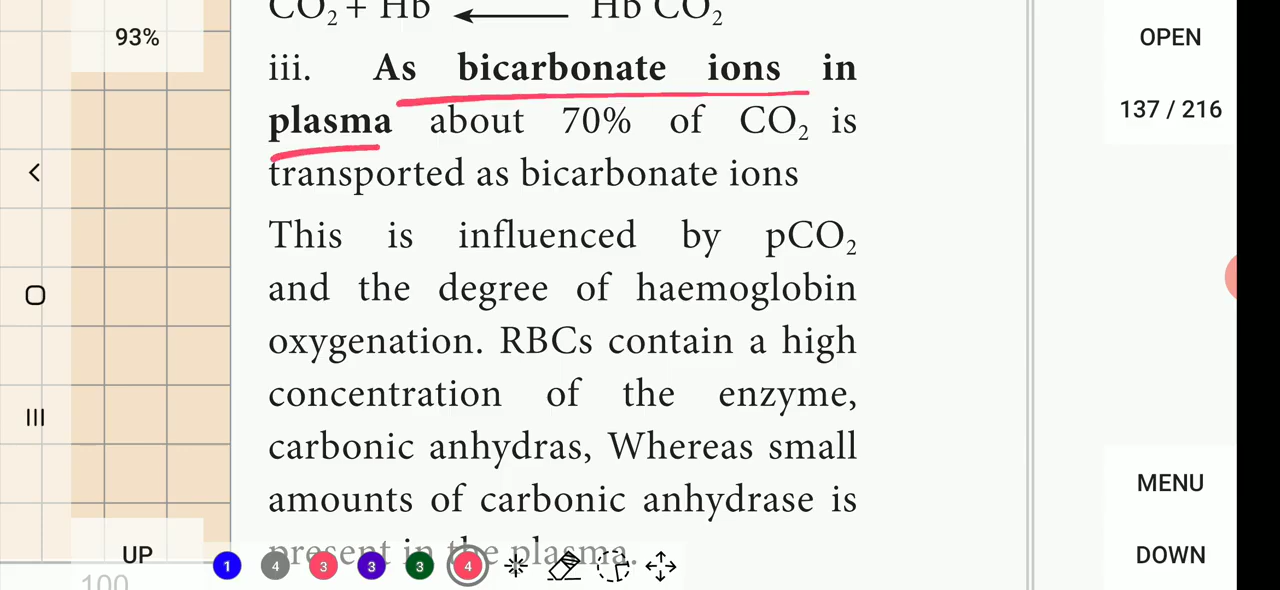 93%
OPEN
137 / 216
CO₂ + Hb ⟵ Hb CO₂
iii. As bicarbonate ions in
plasma about 70% of CO₂ is
transported as bicarbonate ions
This is influenced by pCO₂
and the degree of haemoglobin
oxygenation. RBCs contain a high
concentration of the enzyme,
carbonic anhydras, Whereas small
amounts of carbonic anhydrase is
present in the plasma.
MENU
UP
DOWN
1 4 3 3 3 4
100